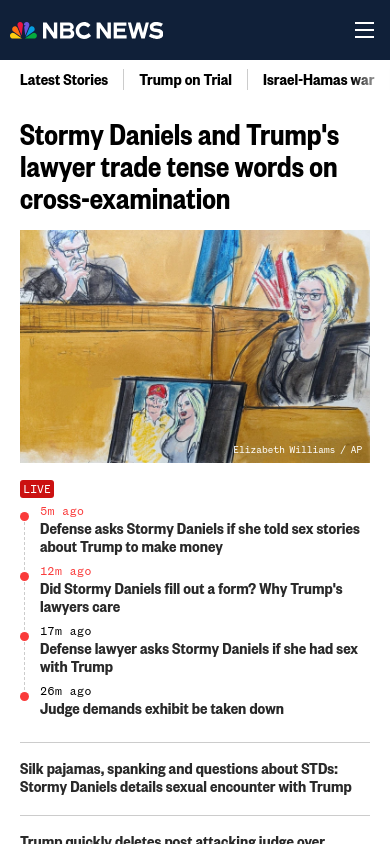 NBC NEWS
Latest Stories
Trump on Trial
Israel-Hamas war
Stormy Daniels and Trump's
lawyer trade tense words on
cross-examination
Elizabeth Williams / AP
LIVE
5m ago
Defense asks Stormy Daniels if she told sex stories
about Trump to make money
12m ago
Did Stormy Daniels fill out a form? Why Trump's
lawyers care
17m ago
Defense lawyer asks Stormy Daniels if she had sex
with Trump
26m ago
Judge demands exhibit be taken down
Silk pajamas, spanking and questions about STDs:
Stormy Daniels details sexual encounter with Trump
Trump quickly deletes post attacking judge over